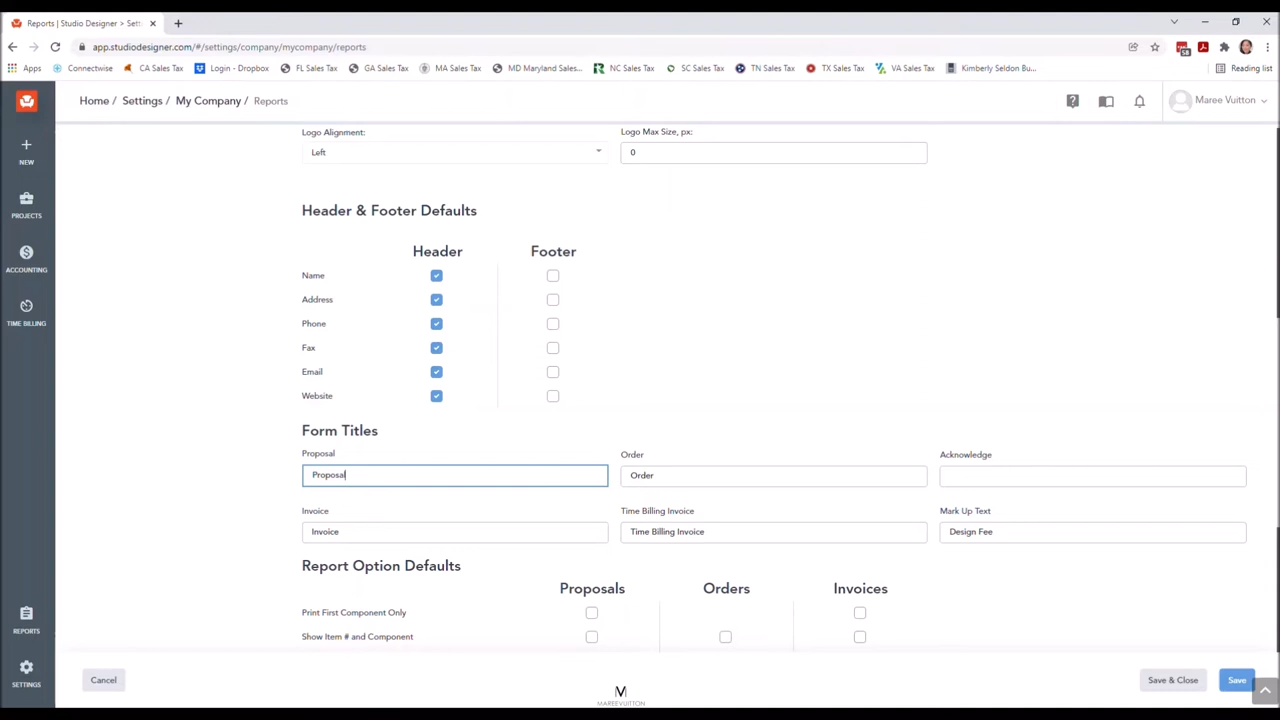 Reports | Studio Designer > Sett
app.studiodesigner.com/#/settings/company/mycompany/reports
58
Apps
Connectwise
CA Sales Tax
Login - Dropbox
FL Sales Tax
GA Sales Tax
MA Sales Tax
MD Maryland Sales...
NC Sales Tax
SC Sales Tax
TN Sales Tax
TX Sales Tax
VA Sales Tax
Kimberly Seldon Bu...
Reading list
Home / Settings / My Company / Reports
Maree Vuitton
NEW
PROJECTS
ACCOUNTING
TIME BILLING
REPORTS
SETTINGS
Logo Alignment: Logo Max Size, px:
Left 0
Header & Footer Defaults
Header Footer
Name
Address
Phone
Fax
Email
Website
Form Titles
Proposal Order Acknowledge
Proposal Order
Invoice Time Billing Invoice Mark Up Text
Invoice Time Billing Invoice Design Fee
Report Option Defaults
Proposals Orders Invoices
Print First Component Only
Show Item # and Component
Cancel Save & Close Save
MAREEVUITTON